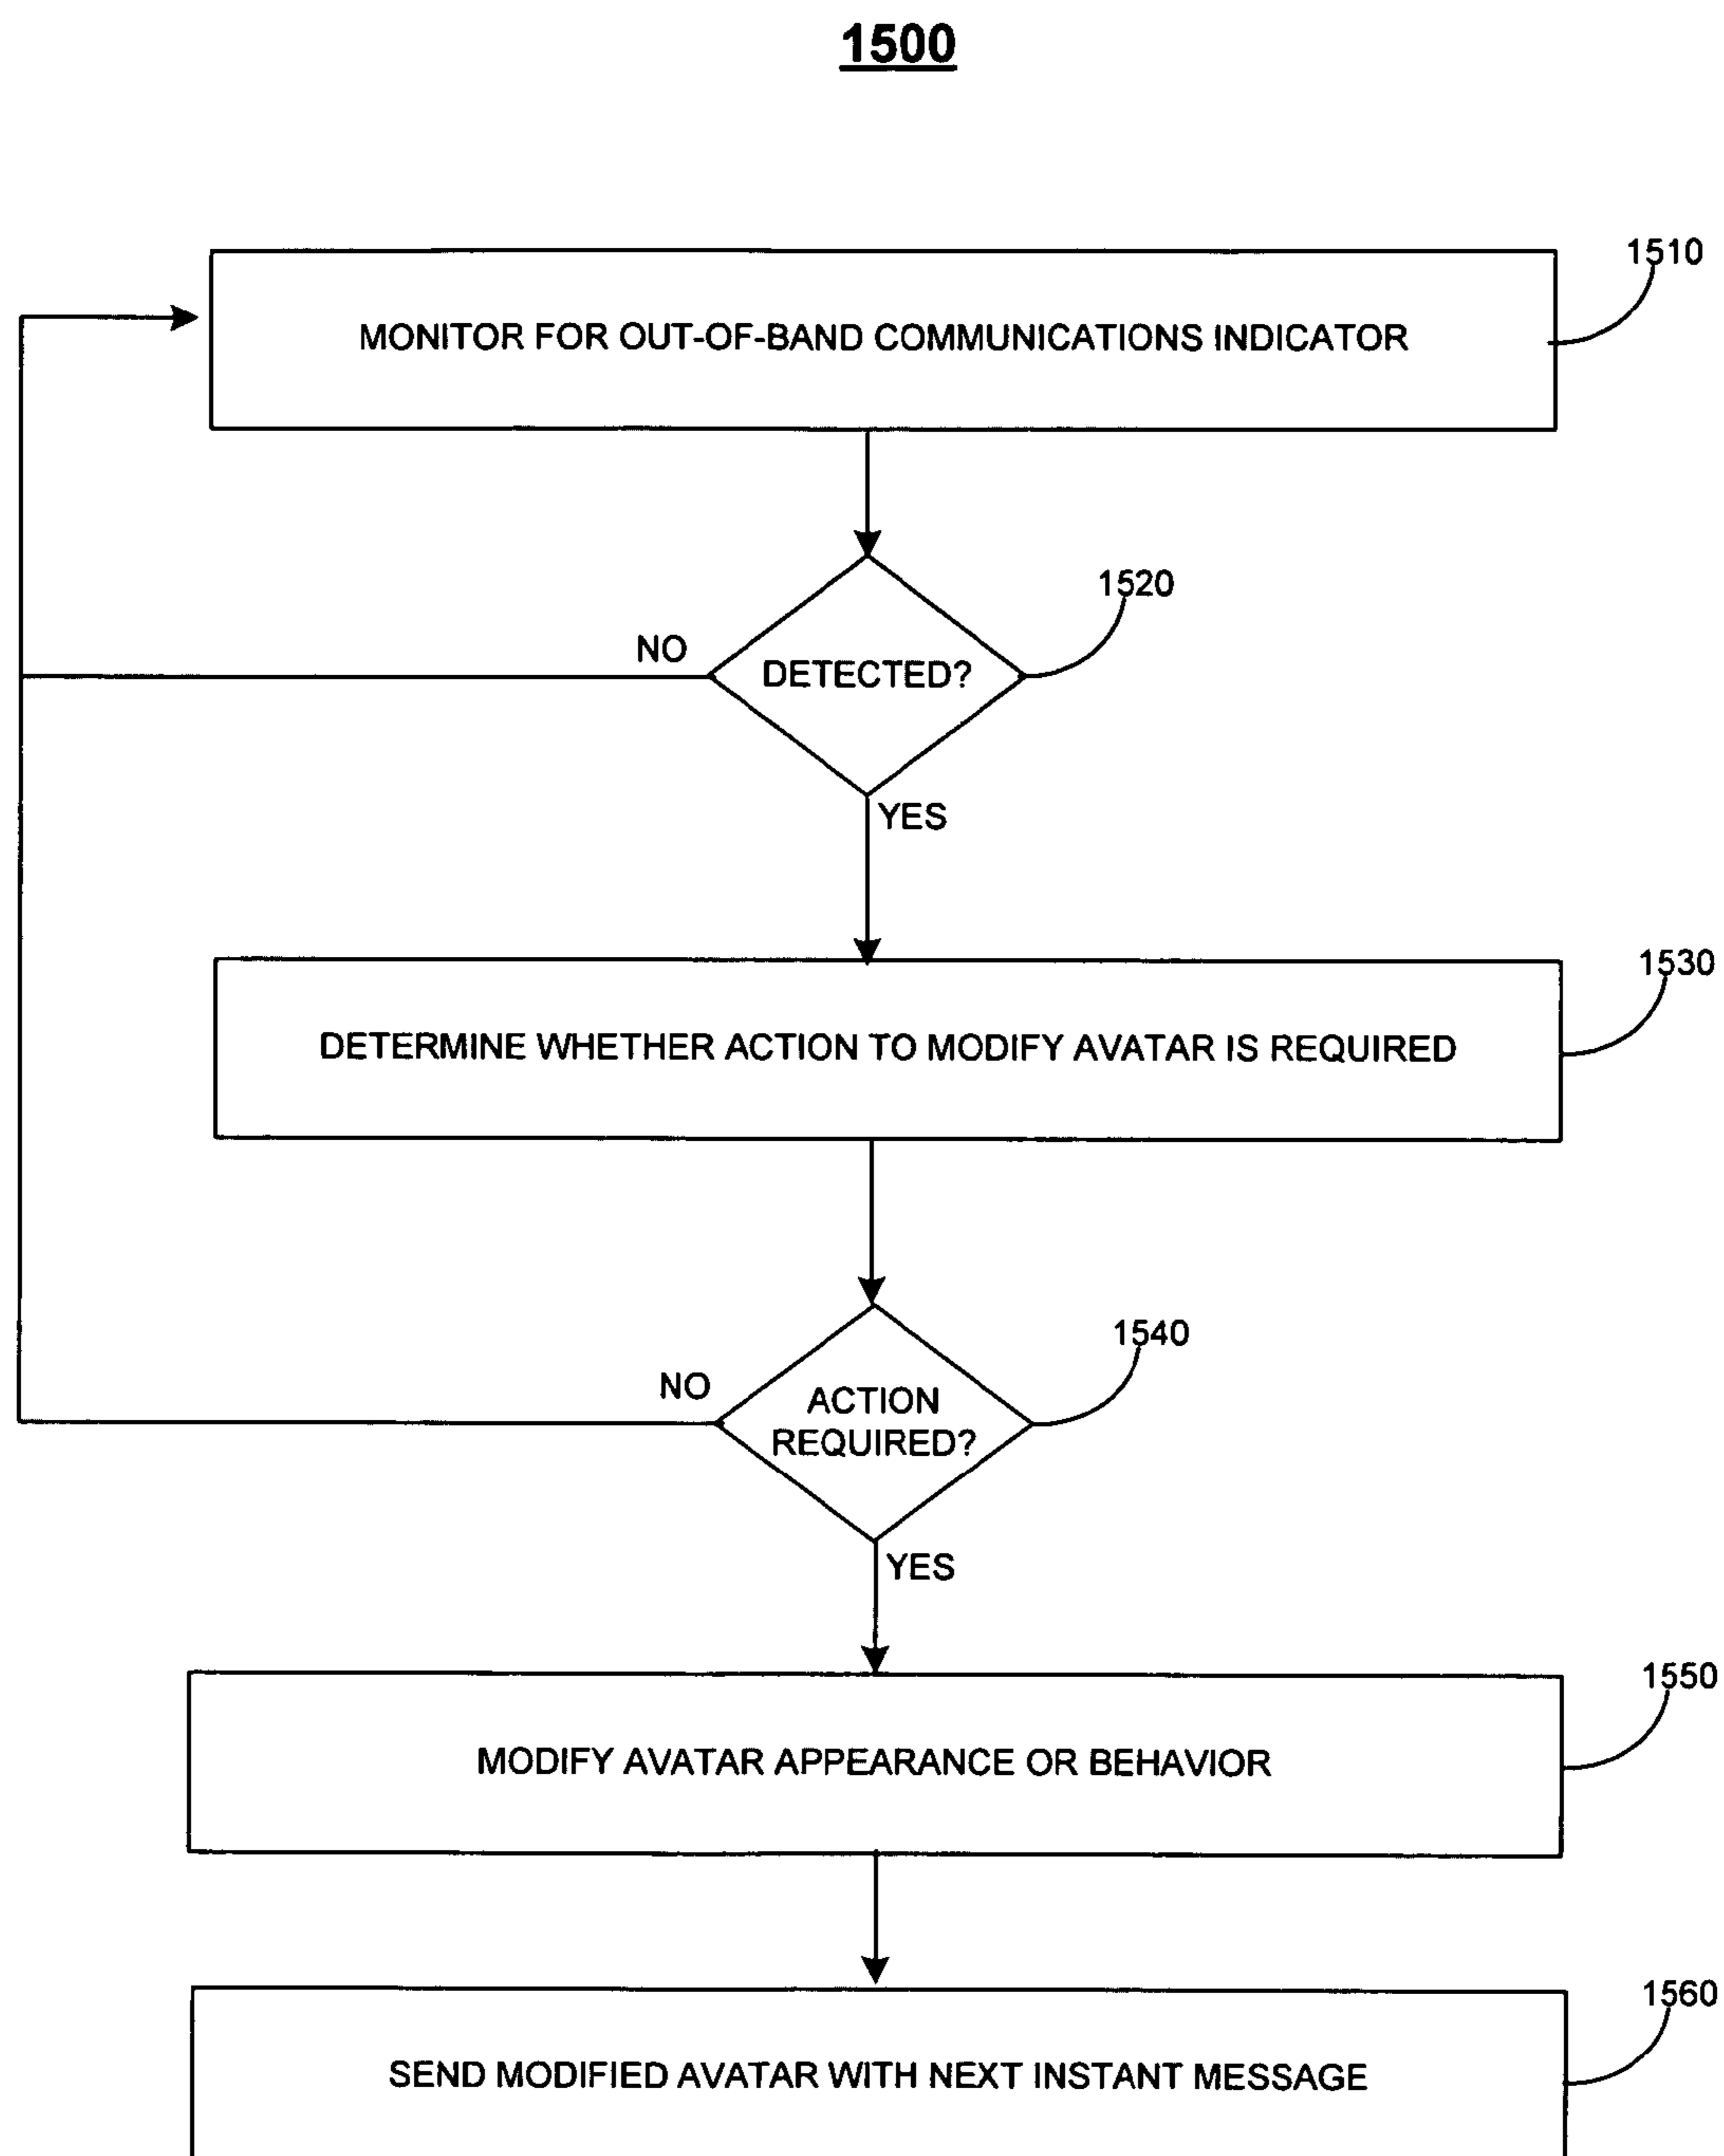 1500
1510
MONITOR FOR OUT-OF-BAND COMMUNICATIONS INDICATOR
1520
NO
DETECTED?
YES
1530
DETERMINE WHETHER ACTION TO MODIFY AVATAR IS REQUIRED
1540
NO
ACTION
REQUIRED?
YES
1550
MODIFY AVATAR APPEARANCE OR BEHAVIOR
1560
SEND MODIFIED AVATAR WITH NEXT INSTANT MESSAGE